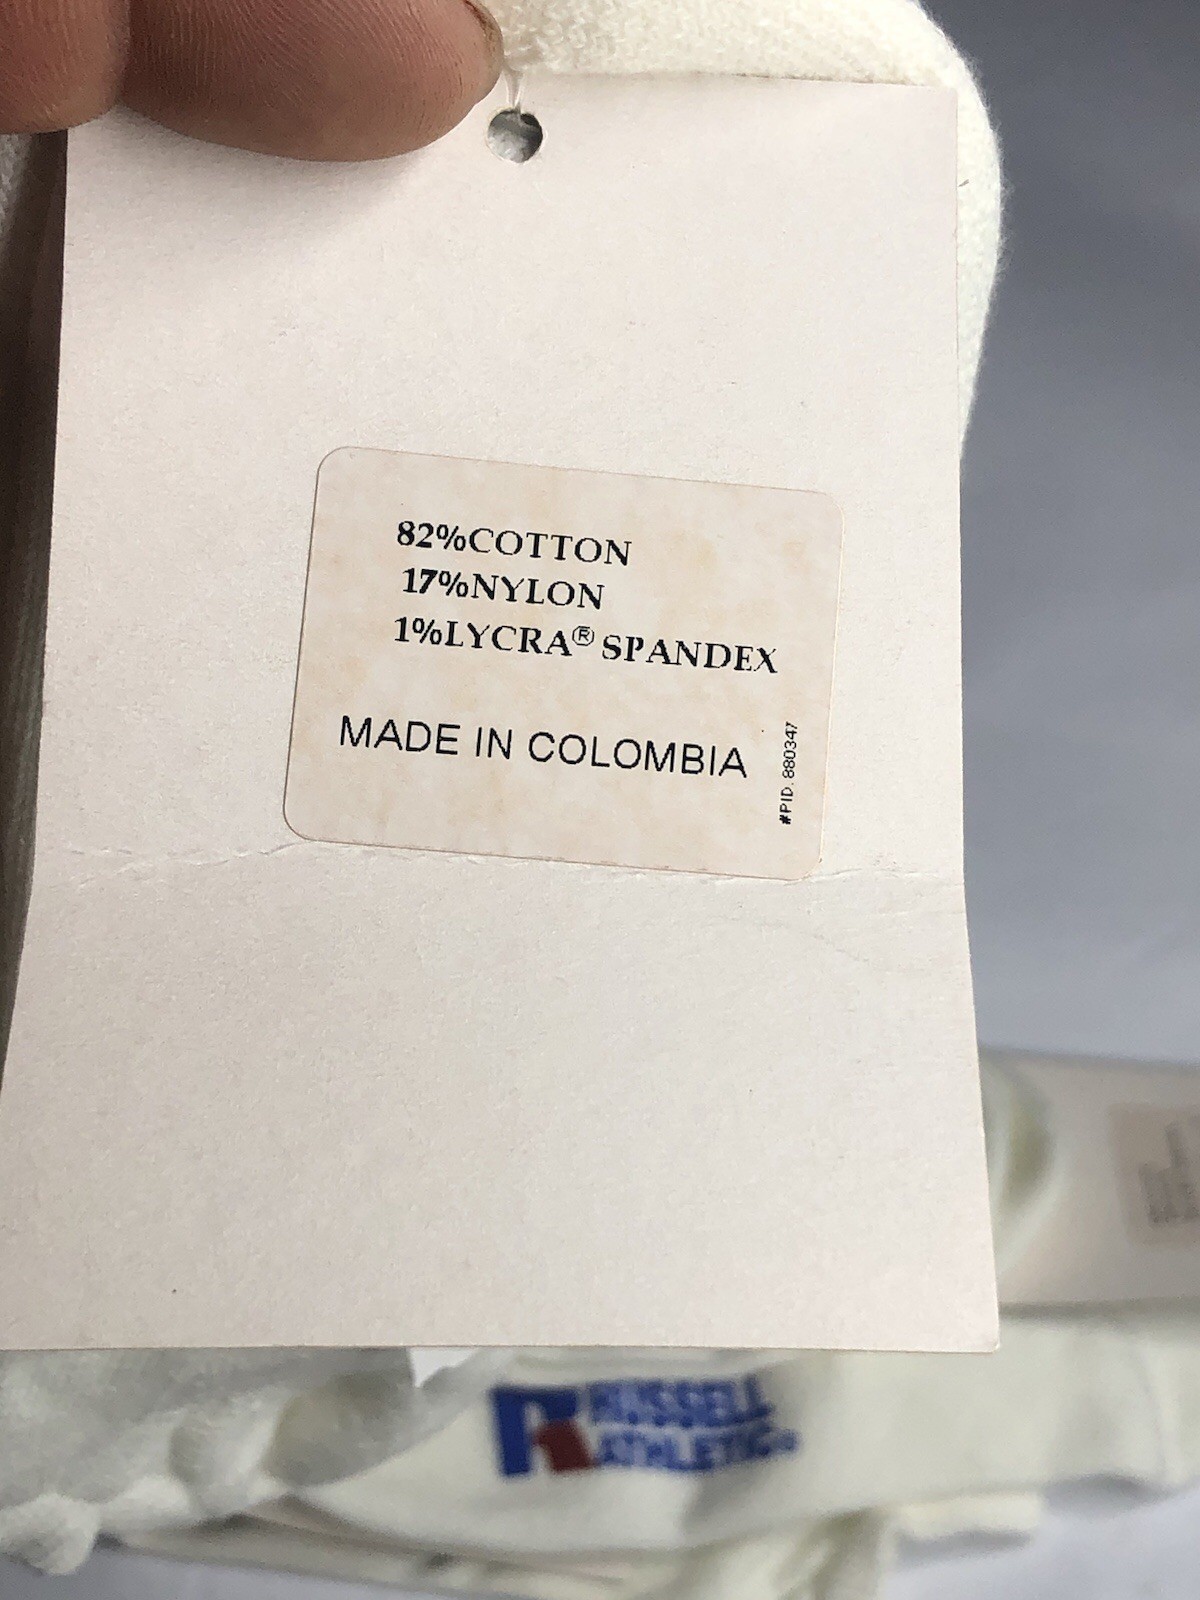 82%COTTON
17%NYLON
1%LYCRA® SPANDEX
MADE IN COLOMBIA
#PID. 880347
R RUSSELL
ATHLETIC®